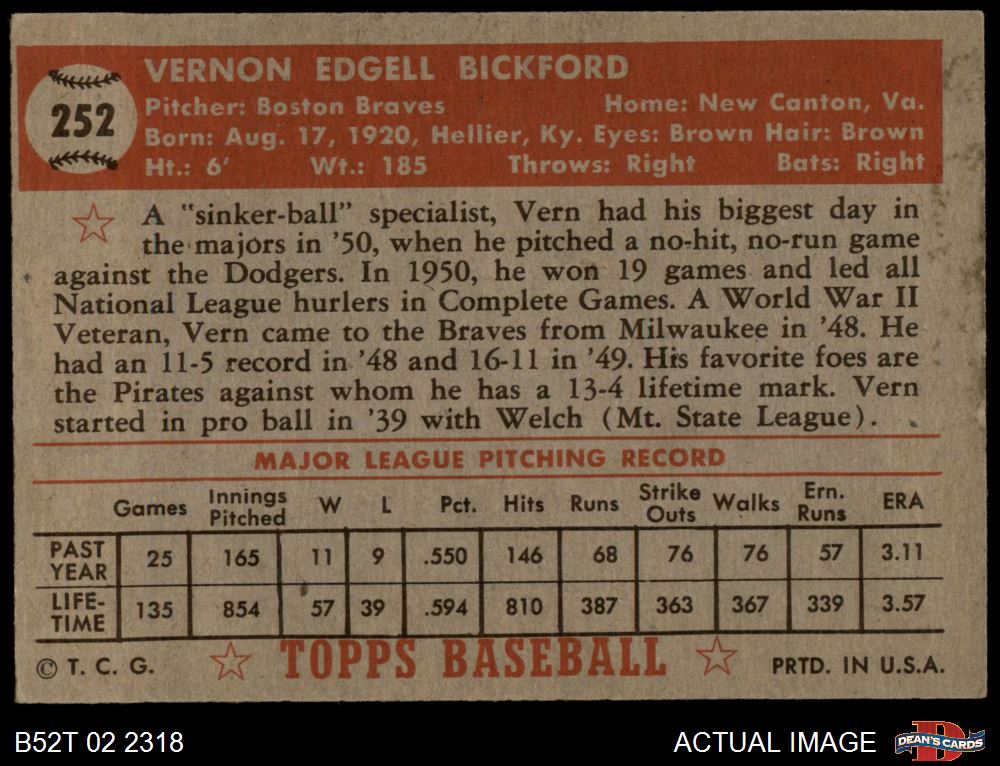 252
VERNON EDGELL BICKFORD
Pitcher: Boston Braves Home: New Canton, Va.
Born: Aug. 17, 1920, Hellier, Ky. Eyes: Brown Hair: Brown
Ht.: 6' Wt.: 185 Throws: Right Bats: Right
A "sinker-ball" specialist, Vern had his biggest day in
the majors in '50, when he pitched a no-hit, no-run game
against the Dodgers. In 1950, he won 19 games and led all
National League hurlers in Complete Games. A World War II
Veteran, Vern came to the Braves from Milwaukee in '48. He
had an 11-5 record in '48 and 16-11 in '49. His favorite foes are
the Pirates against whom he has a 13-4 lifetime mark. Vern
started in pro ball in '39 with Welch (Mt. State League).
MAJOR LEAGUE PITCHING RECORD
Games Innings Pitched W L Pct. Hits Runs Strike Outs Walks Ern. Runs ERA
PAST YEAR 25 165 11 9 .550 146 68 76 76 57 3.11
LIFE-TIME 135 854 57 39 .594 810 387 363 367 339 3.57
© T. C. G. TOPPS BASEBALL PRTD. IN U.S.A.
B52T 02 2318 ACTUAL IMAGE DEAN'S CARDS